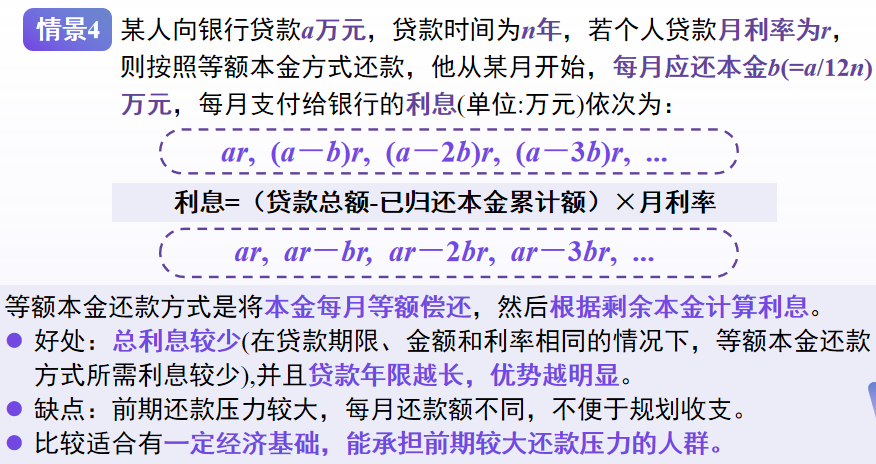 情景4 某人向银行贷款a万元，贷款时间为n年，若个人贷款月利率为r，
则按照等额本金方式还款，他从某月开始，每月应还本金b(=a/12n)
万元，每月支付给银行的利息(单位:万元)依次为：
ar, (a－b)r, (a－2b)r, (a－3b)r, ...
利息=（贷款总额-已归还本金累计额）×月利率
ar, ar－br, ar－2br, ar－3br, ...
等额本金还款方式是将本金每月等额偿还，然后根据剩余本金计算利息。
● 好处：总利息较少(在贷款期限、金额和利率相同的情况下，等额本金还款
方式所需利息较少),并且贷款年限越长，优势越明显。
● 缺点：前期还款压力较大，每月还款额不同，不便于规划收支。
● 比较适合有一定经济基础，能承担前期较大还款压力的人群。